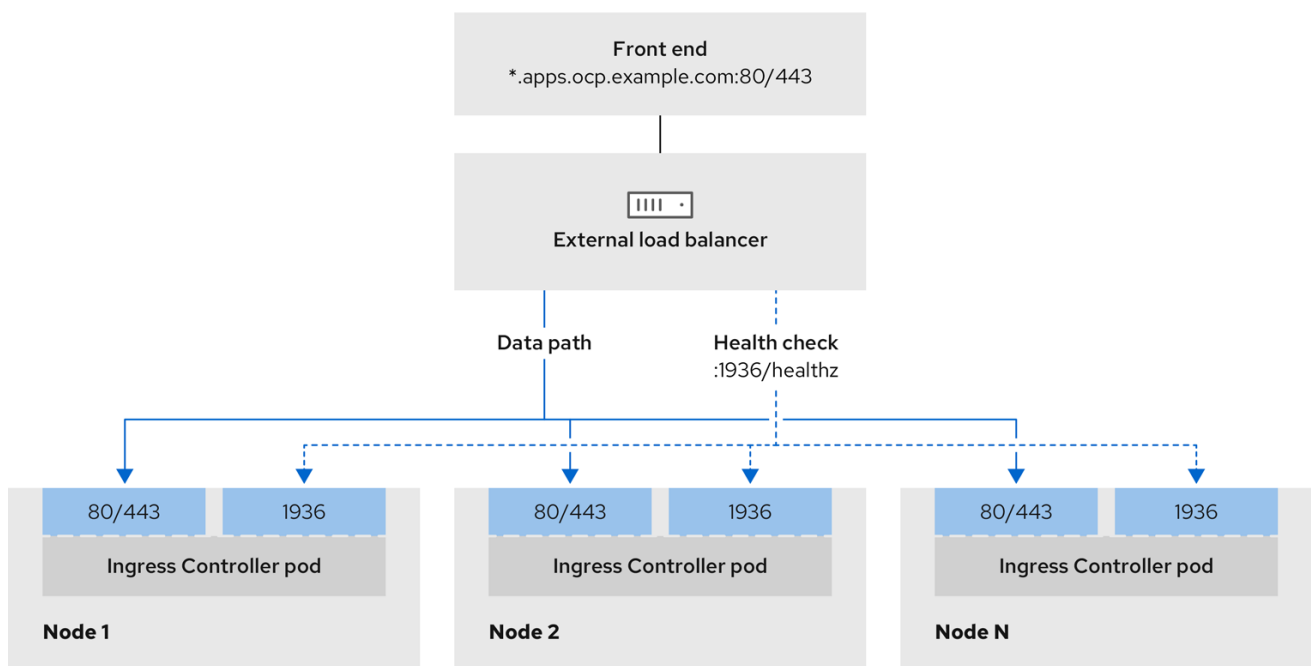 Front end
*.apps.ocp.example.com:80/443
External load balancer
Data path
Health check
:1936/healthz
80/443
1936
80/443
1936
80/443
1936
Ingress Controller pod
Ingress Controller pod
Ingress Controller pod
Node 1
Node 2
Node N